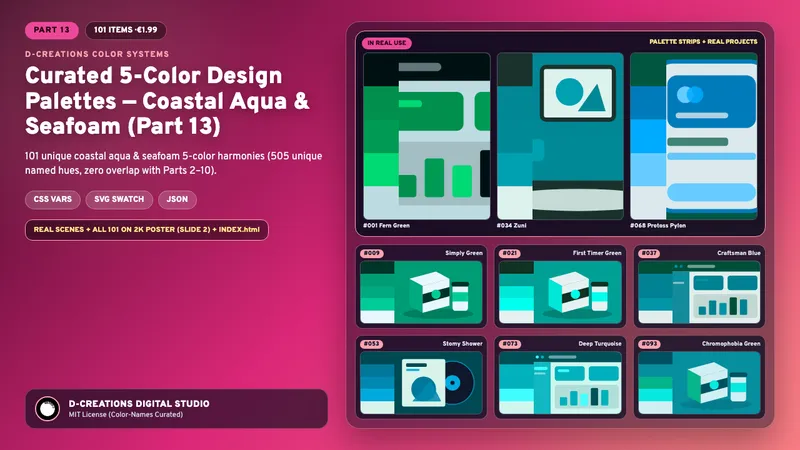 PART 13
101 ITEMS ·€1.99
D-CREATIONS COLOR SYSTEMS
Curated 5-Color Design
Palettes — Coastal Aqua &
Seafoam (Part 13)
101 unique coastal aqua & seafoam 5-color harmonies (505 unique
named hues, zero overlap with Parts 2–10).
CSS VARS
SVG SWATCH
JSON
REAL SCENES + ALL 101 ON 2K POSTER (SLIDE 2) + INDEX.html
D-CREATIONS DIGITAL STUDIO
MIT License (Color-Names Curated)
IN REAL USE
PALETTE STRIPS + REAL PROJECTS
#001 Fern Green
#034 Zuni
#068 Protoss Pylon
#009
Simply Green
#021
First Timer Green
#037
Craftsman Blue
#053
Stomy Shower
#073
Deep Turquoise
#093
Chromophobia Green